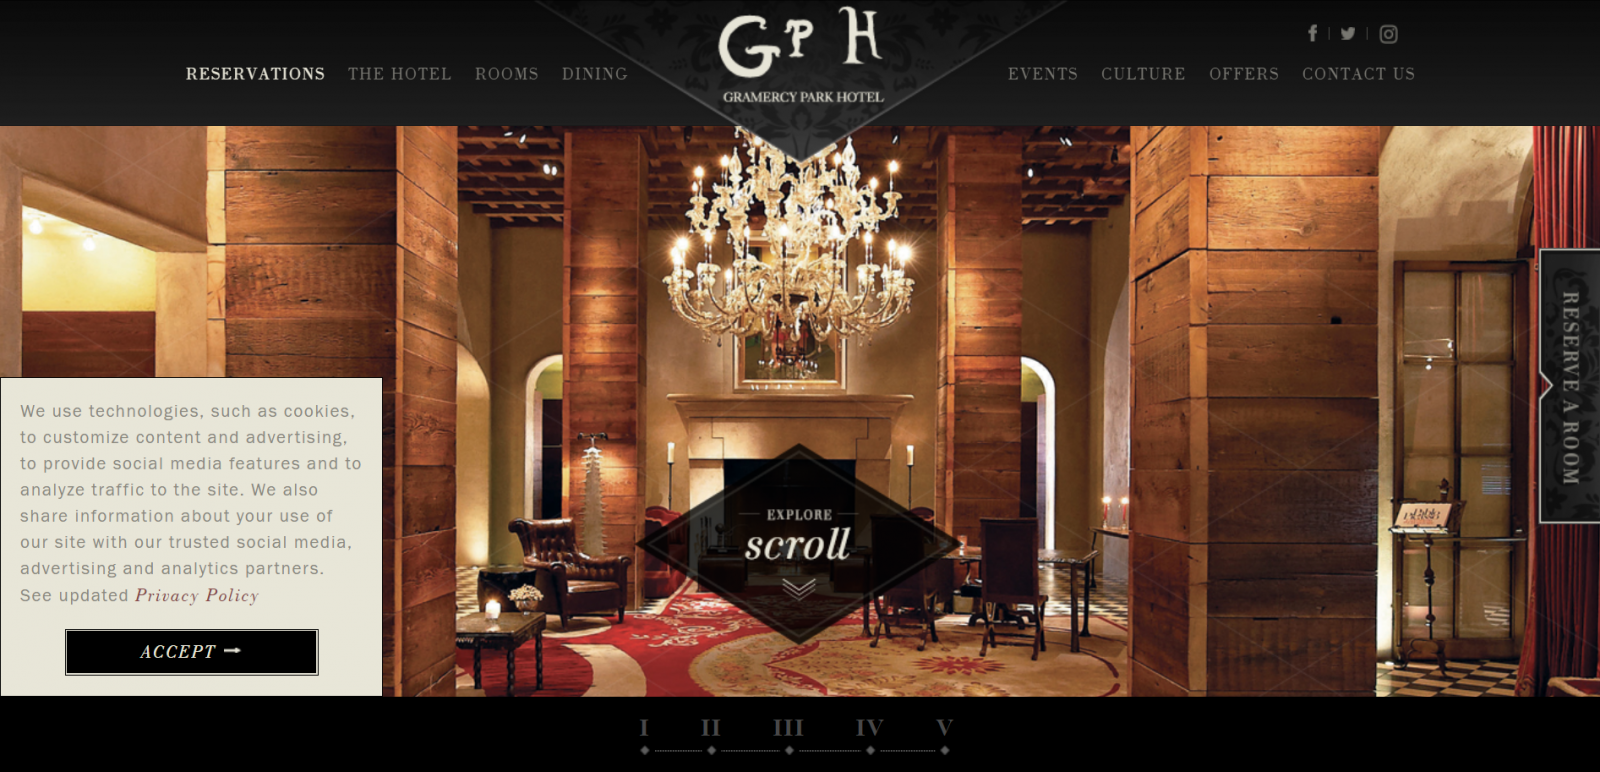 GPH
GRAMERCY PARK HOTEL
RESERVATIONS THE HOTEL ROOMS DINING
EVENTS CULTURE OFFERS CONTACT US
RESERVE A ROOM
EXPLORE
scroll
We use technologies, such as cookies,
to customize content and advertising,
to provide social media features and to
analyze traffic to the site. We also
share information about your use of
our site with our trusted social media,
advertising and analytics partners.
See updated Privacy Policy
ACCEPT
I II III IV V